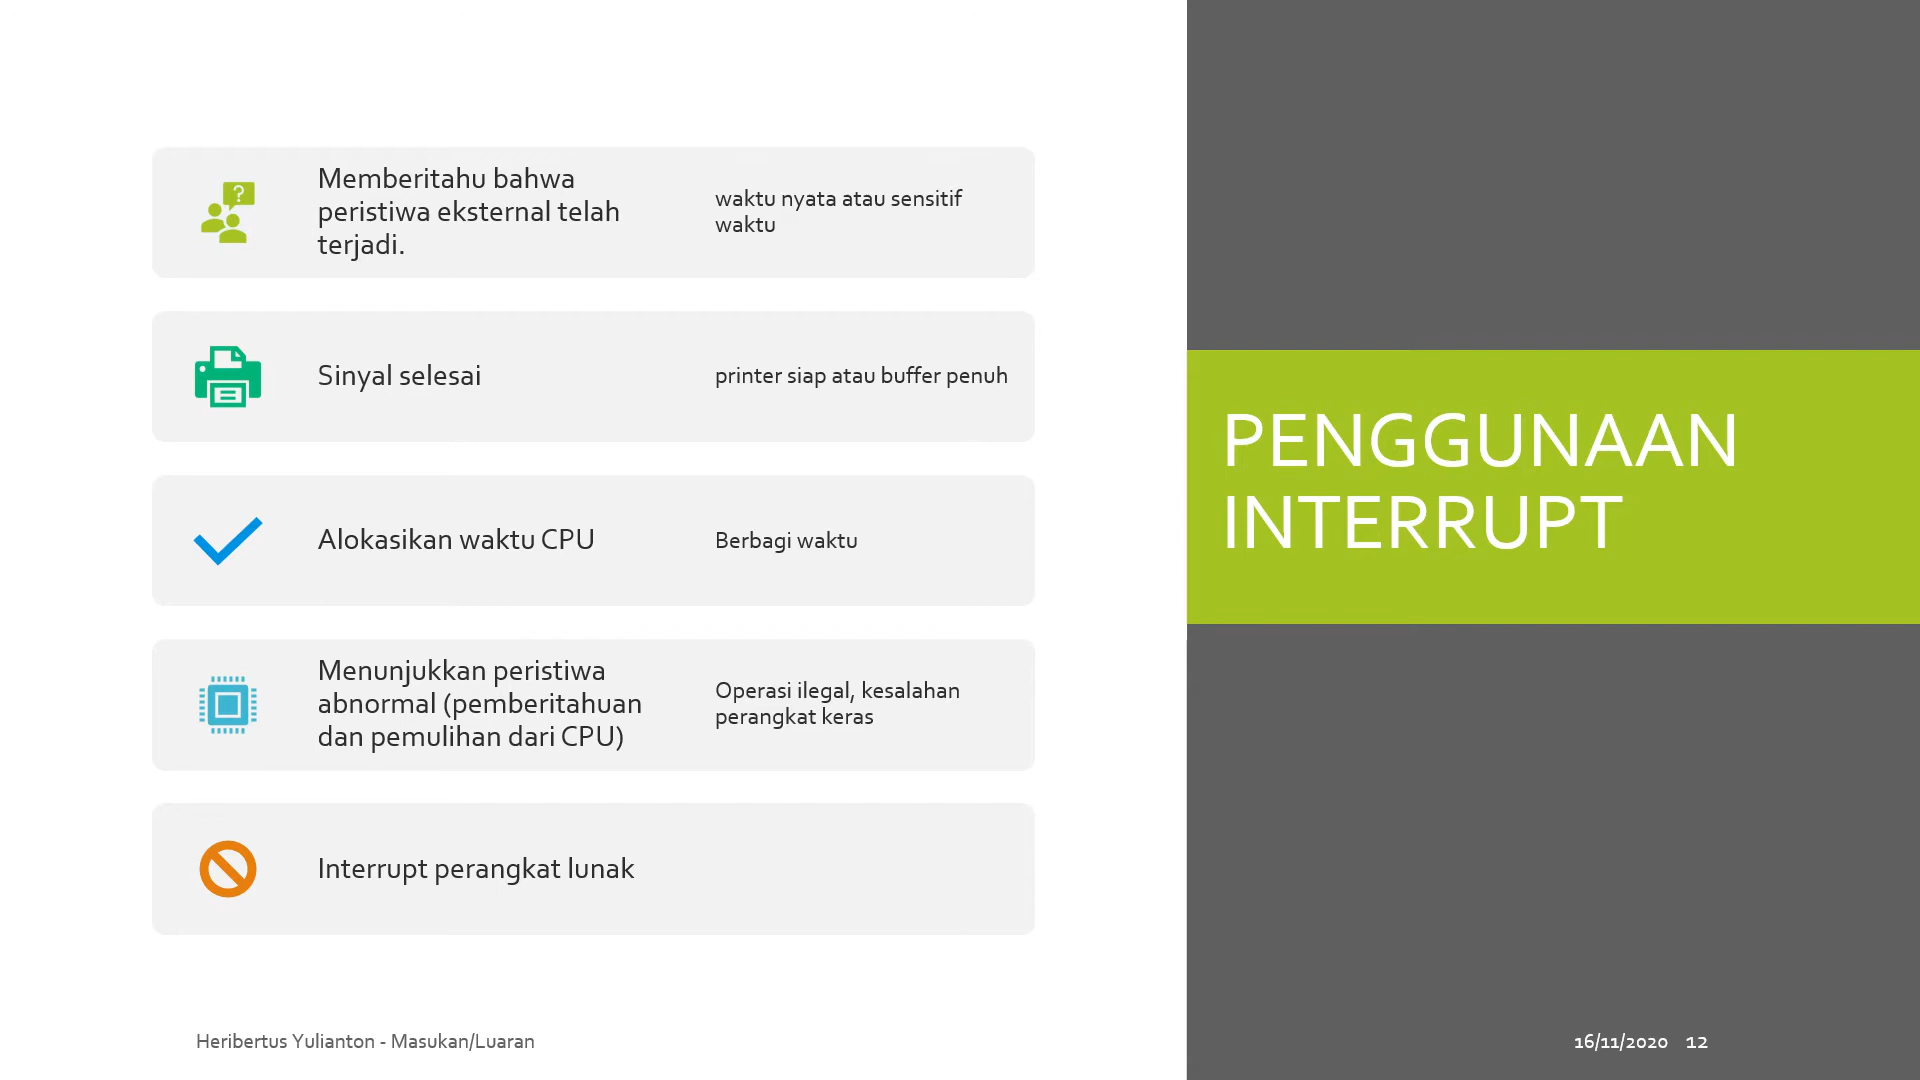 Memberitahu bahwa
peristiwa eksternal telah
terjadi.
waktu nyata atau sensitif
waktu
Sinyal selesai
printer siap atau buffer penuh
Alokasikan waktu CPU
Berbagi waktu
Menunjukkan peristiwa
abnormal (pemberitahuan
dan pemulihan dari CPU)
Operasi ilegal, kesalahan
perangkat keras
Interrupt perangkat lunak
PENGGUNAAN
INTERRUPT
Heribertus Yulianton - Masukan/Luaran
16/11/2020 12